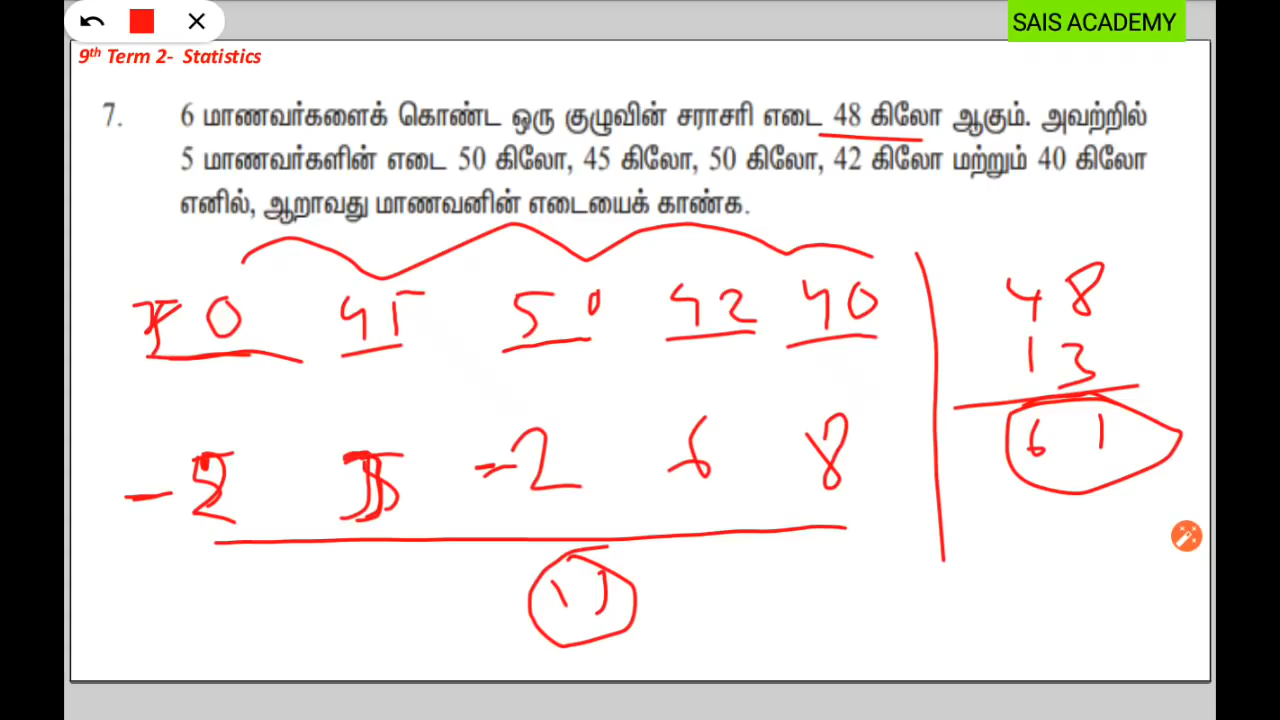 SAIS ACADEMY
9th Term 2- Statistics
7. 6 மாணவர்களைக் கொண்ட ஒரு குழுவின் சராசரி எடை 48 கிலோ ஆகும். அவற்றில்
5 மாணவர்களின் எடை 50 கிலோ, 45 கிலோ, 50 கிலோ, 42 கிலோ மற்றும் 40 கிலோ
எனில், ஆறாவது மாணவனின் எடையைக் காண்க.
45 50 42 40
48
13
61
-2 6 8